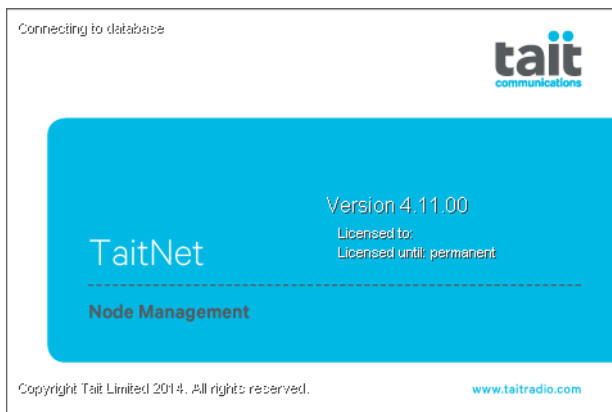 Connecting to database
tait
communications
Version 4.11.00
Licensed to:
Licensed until: permanent
TaitNet
Node Management
Copyright Tait Limited 2014. All rights reserved.
www.taitradio.com